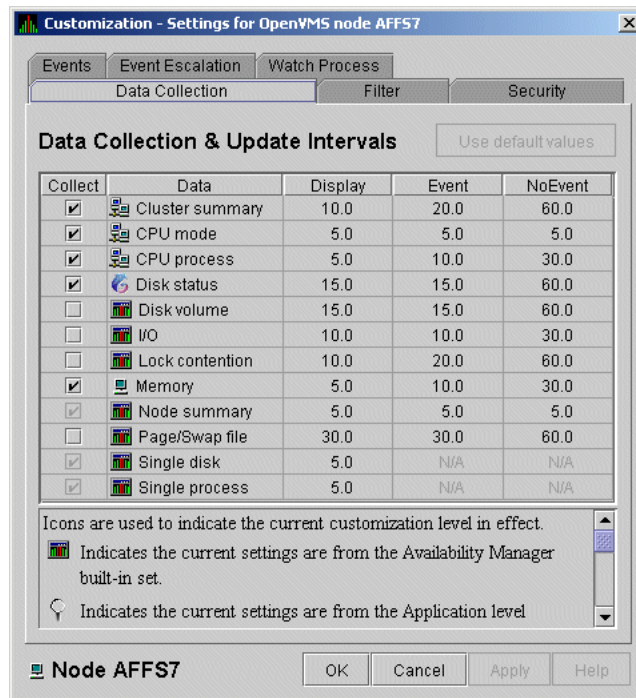 Customization - Settings for OpenVMS node AFFS7
Events Event Escalation Watch Process
Data Collection Filter Security
Data Collection & Update Intervals Use default values
Collect Data Display Event NoEvent
Cluster summary 10.0 20.0 60.0
CPU mode 5.0 5.0 5.0
CPU process 5.0 10.0 30.0
Disk status 15.0 15.0 60.0
Disk volume 15.0 15.0 60.0
I/O 10.0 10.0 30.0
Lock contention 10.0 20.0 60.0
Memory 5.0 10.0 30.0
Node summary 5.0 5.0 5.0
Page/Swap file 30.0 30.0 60.0
Single disk 5.0 N/A N/A
Single process 5.0 N/A N/A
Icons are used to indicate the current customization level in effect.
Indicates the current settings are from the Availability Manager
built-in set.
Indicates the current settings are from the Application level
Node AFFS7 OK Cancel Apply Help